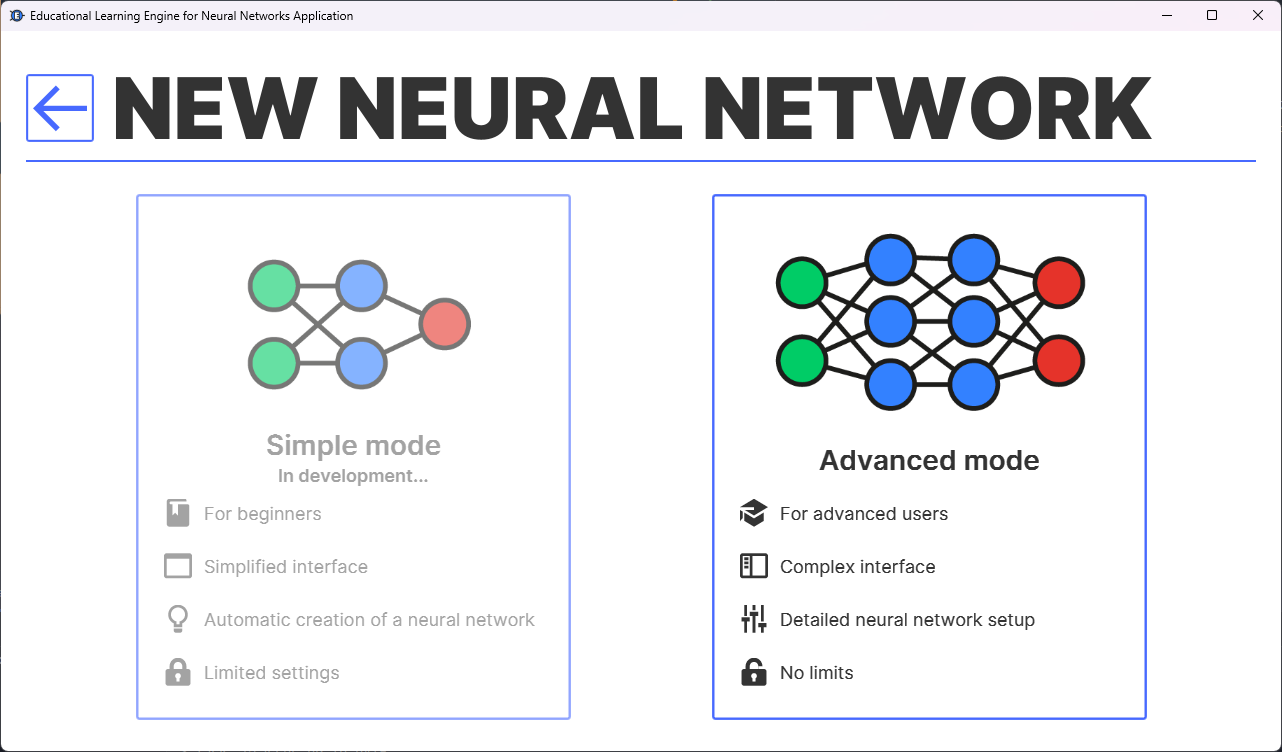 Educational Learning Engine for Neural Networks Application
NEW NEURAL NETWORK
Simple mode
In development...
For beginners
Simplified interface
Automatic creation of a neural network
Limited settings
Advanced mode
For advanced users
Complex interface
Detailed neural network setup
No limits